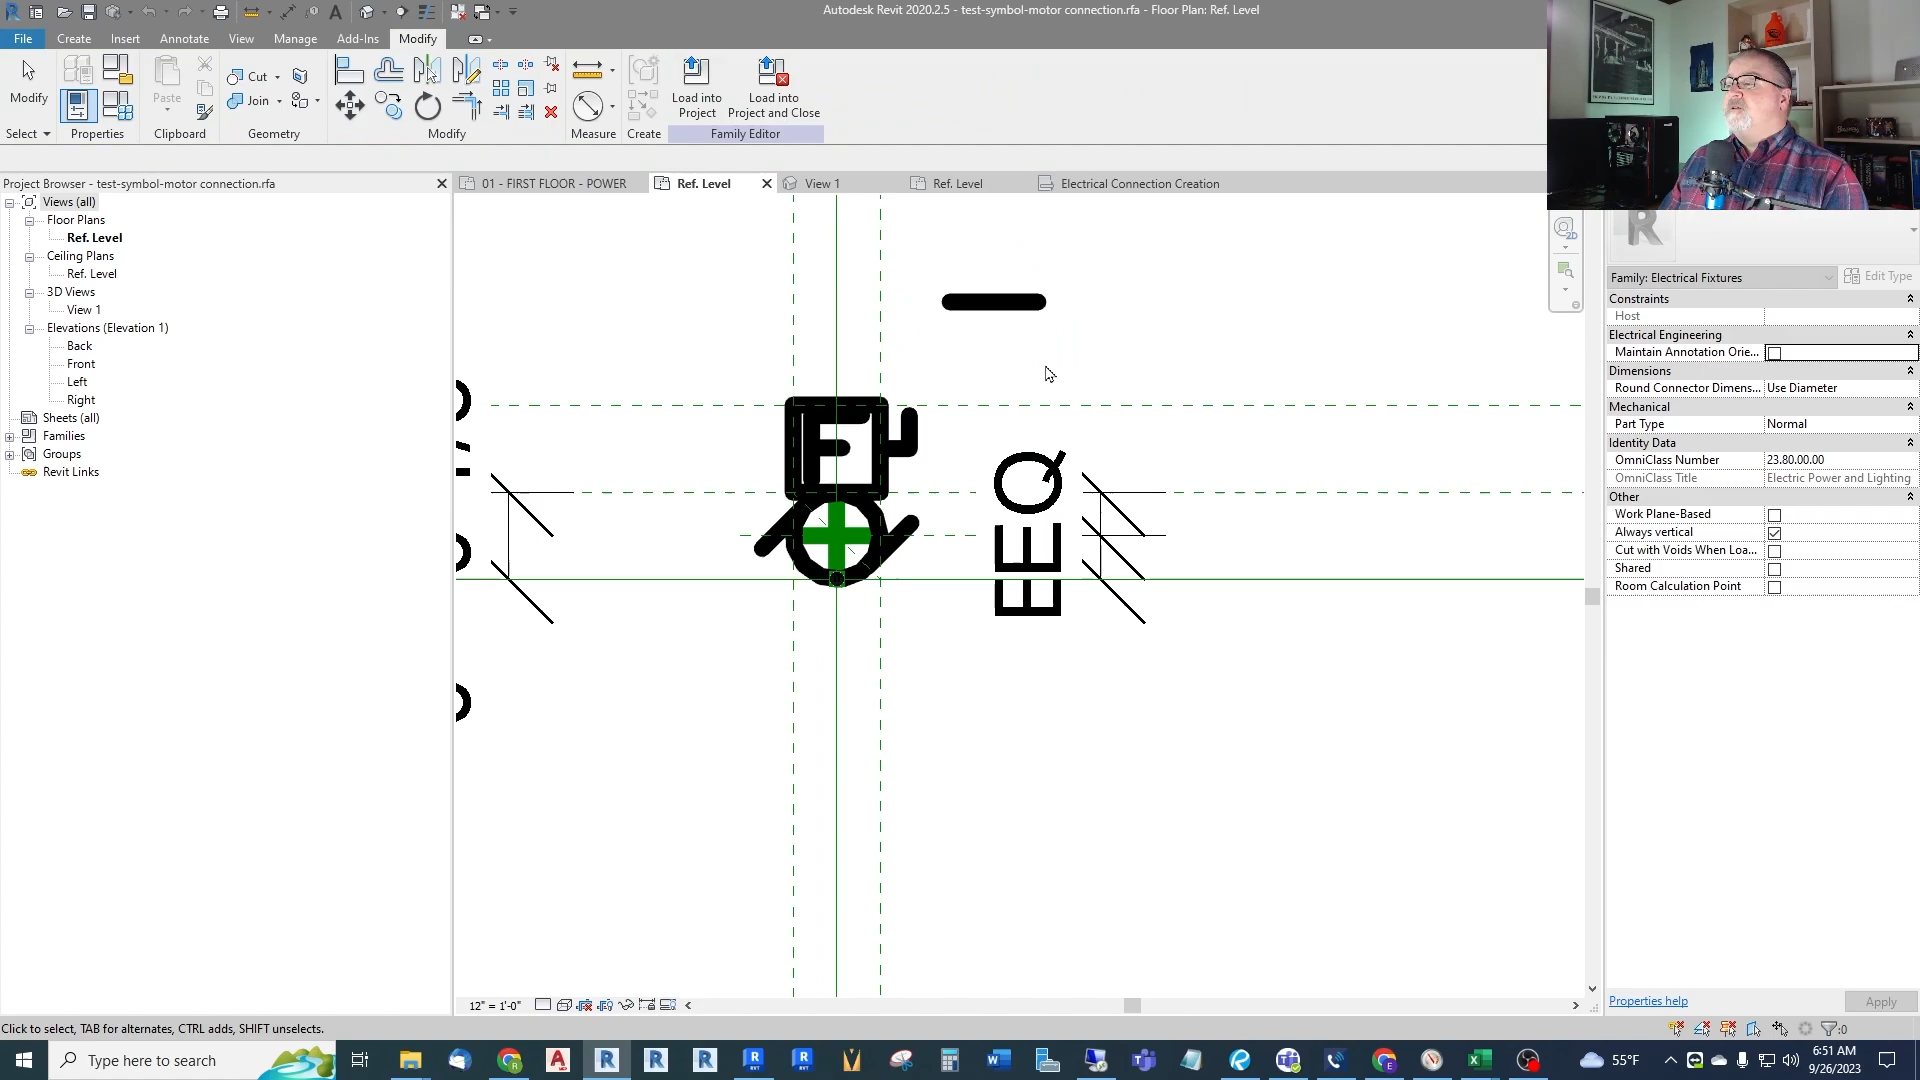 Autodesk Revit 2020.2.5 - test-symbol-motor connection.rfa - Floor Plan: Ref. Level
File Create Insert Annotate View Manage Add-Ins Modify
Modify
Paste
Cut
Join
Load into
Project
Load into
Project and Close
Select
Properties
Clipboard
Geometry
Modify
Measure
Create
Family Editor
Project Browser - test-symbol-motor connection.rfa
01 - FIRST FLOOR - POWER
Ref. Level
View 1
Ref. Level
Electrical Connection Creation
Views (all)
Floor Plans
Ref. Level
Ceiling Plans
Ref. Level
3D Views
View 1
Elevations (Elevation 1)
Back
Front
Left
Right
Sheets (all)
Families
Groups
Revit Links
F
EEQ
2D
Family: Electrical Fixtures
Edit Type
Constraints
Host
Electrical Engineering
Maintain Annotation Orie...
Dimensions
Round Connector Dimens... Use Diameter
Mechanical
Part Type Normal
Identity Data
OmniClass Number 23.80.00.00
OmniClass Title Electric Power and Lighting
Other
Work Plane-Based
Always vertical
Cut with Voids When Loa...
Shared
Room Calculation Point
Properties help
Apply
12" = 1'-0"
Click to select, TAB for alternates, CTRL adds, SHIFT unselects.
:0
Type here to search
55°F
6:51 AM
9/26/2023